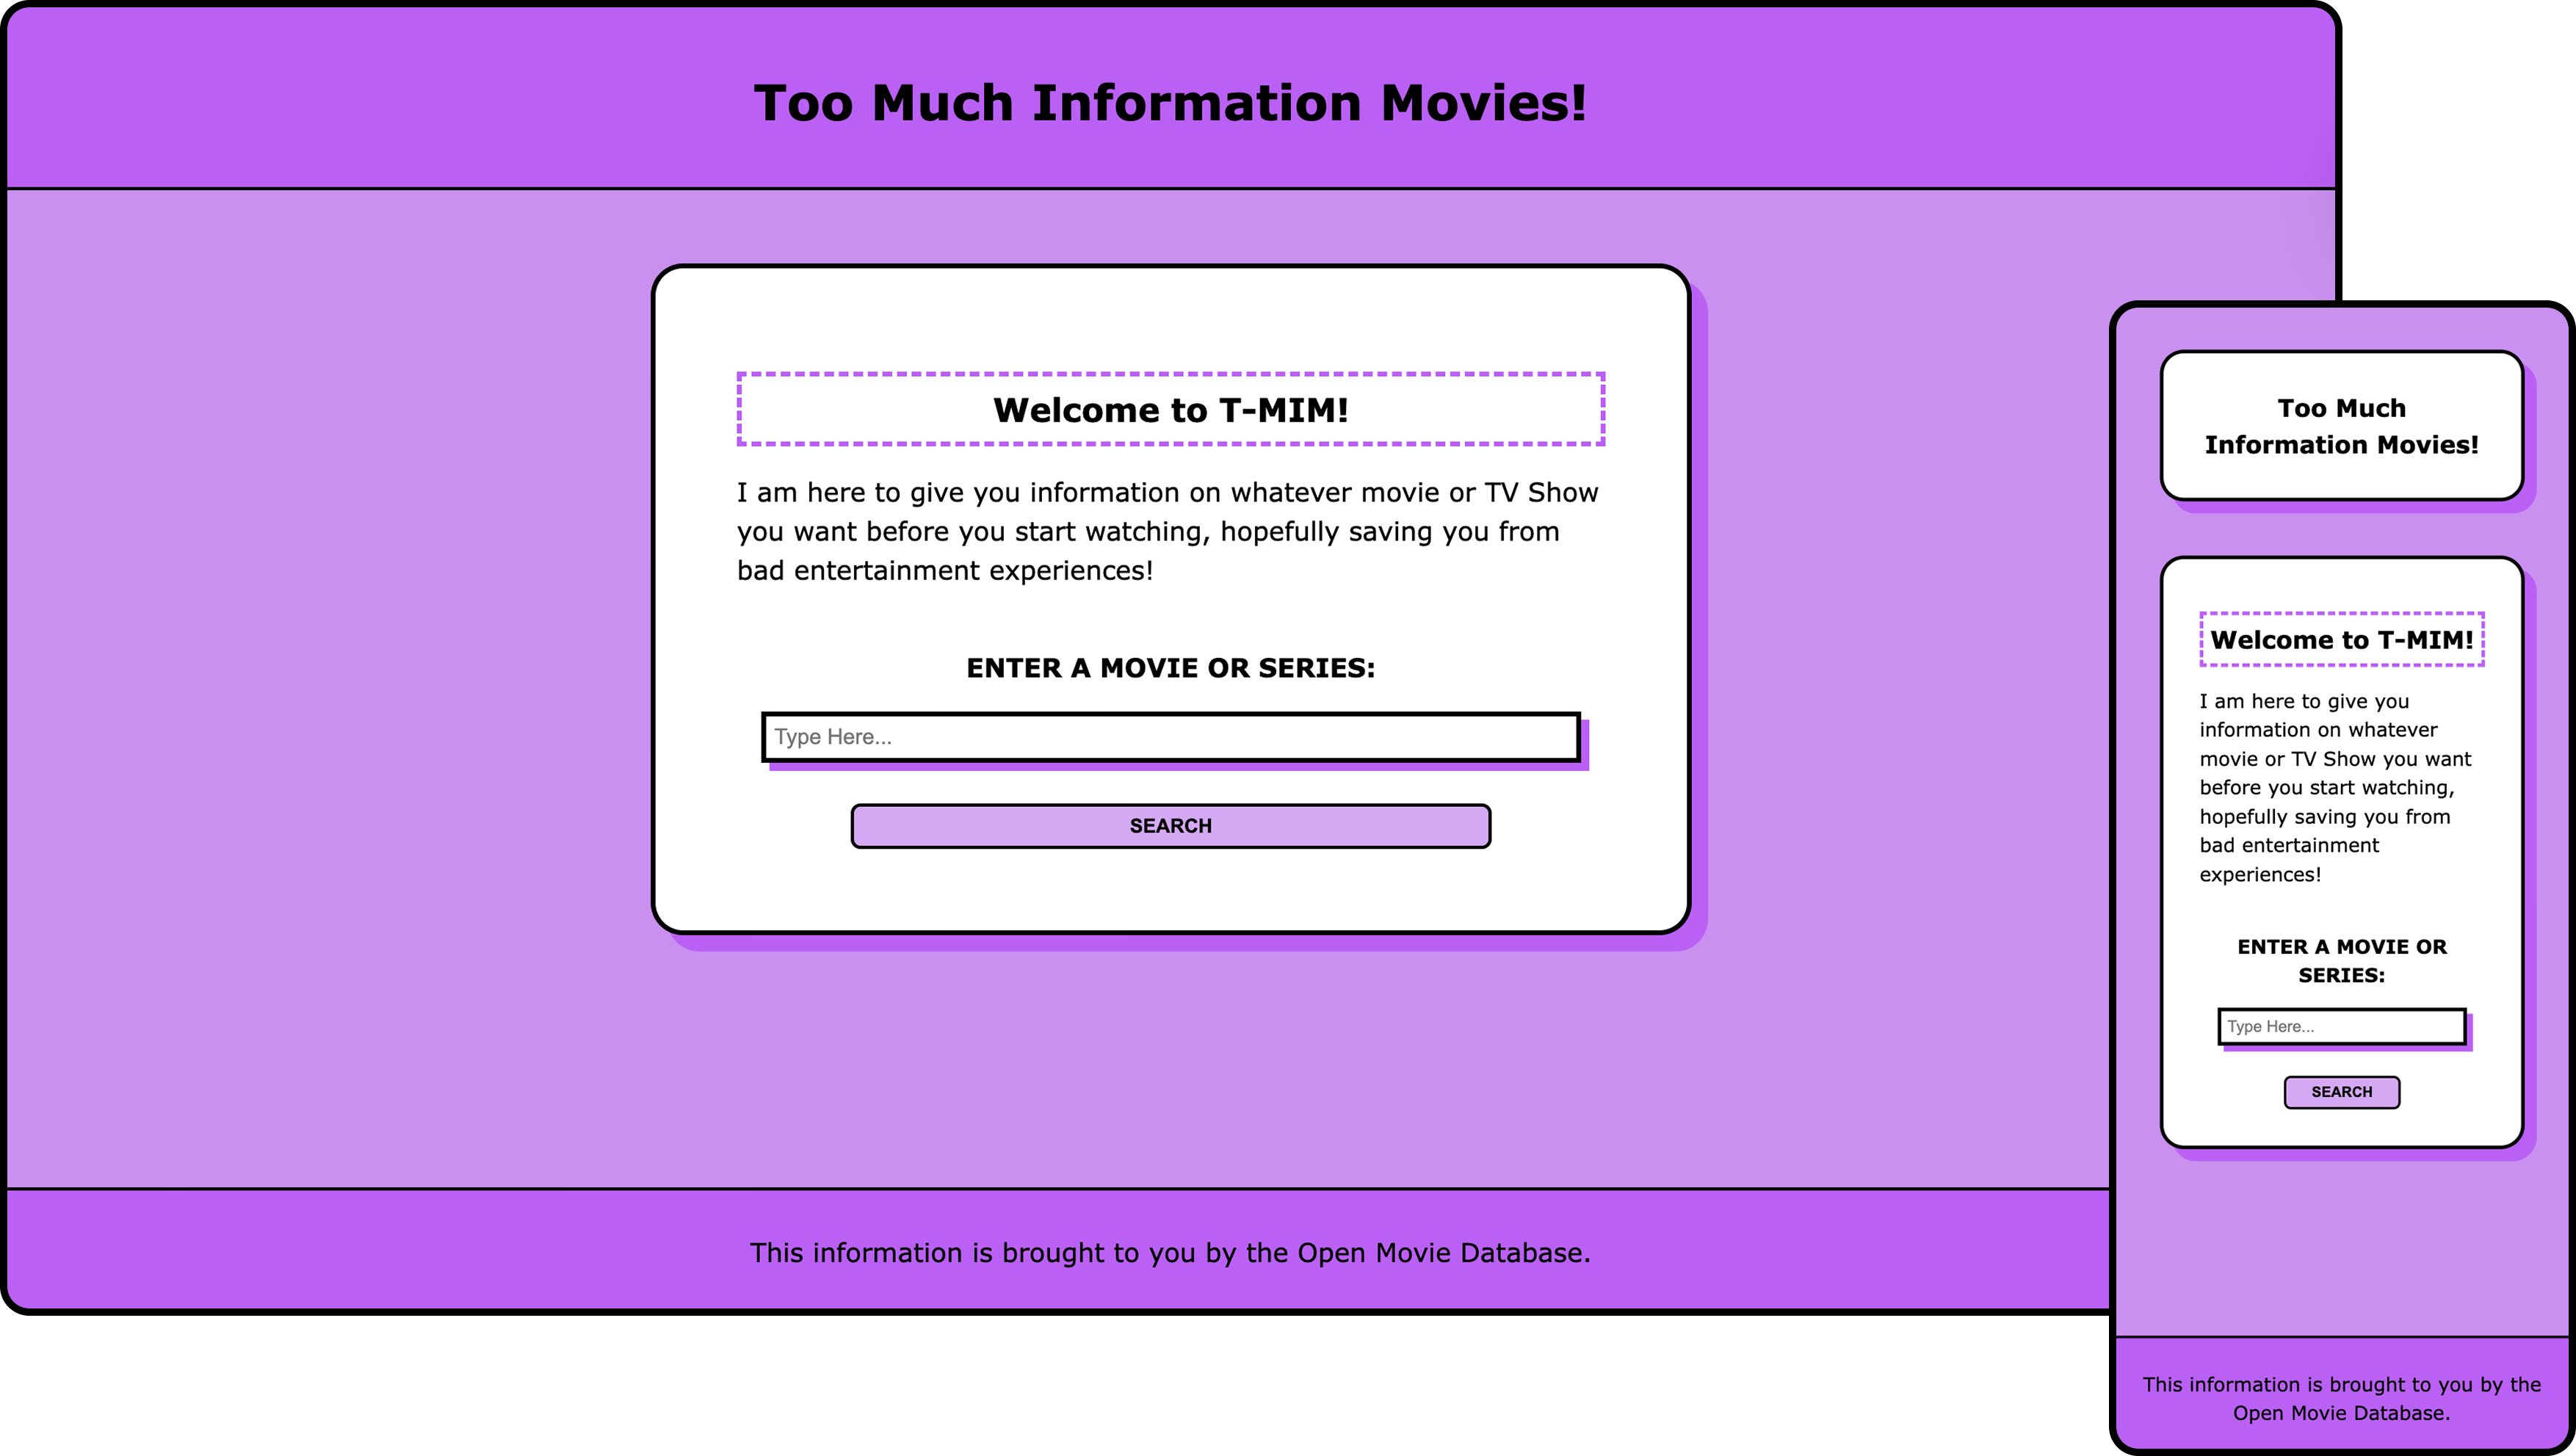 Too Much Information Movies!
Welcome to T-MIM!
I am here to give you information on whatever movie or TV Show
you want before you start watching, hopefully saving you from
bad entertainment experiences!
ENTER A MOVIE OR SERIES:
Type Here...
SEARCH
This information is brought to you by the Open Movie Database.
Too Much
Information Movies!
Welcome to T-MIM!
I am here to give you
information on whatever
movie or TV Show you want
before you start watching,
hopefully saving you from
bad entertainment
experiences!
ENTER A MOVIE OR
SERIES:
Type Here...
SEARCH
This information is brought to you by the
Open Movie Database.